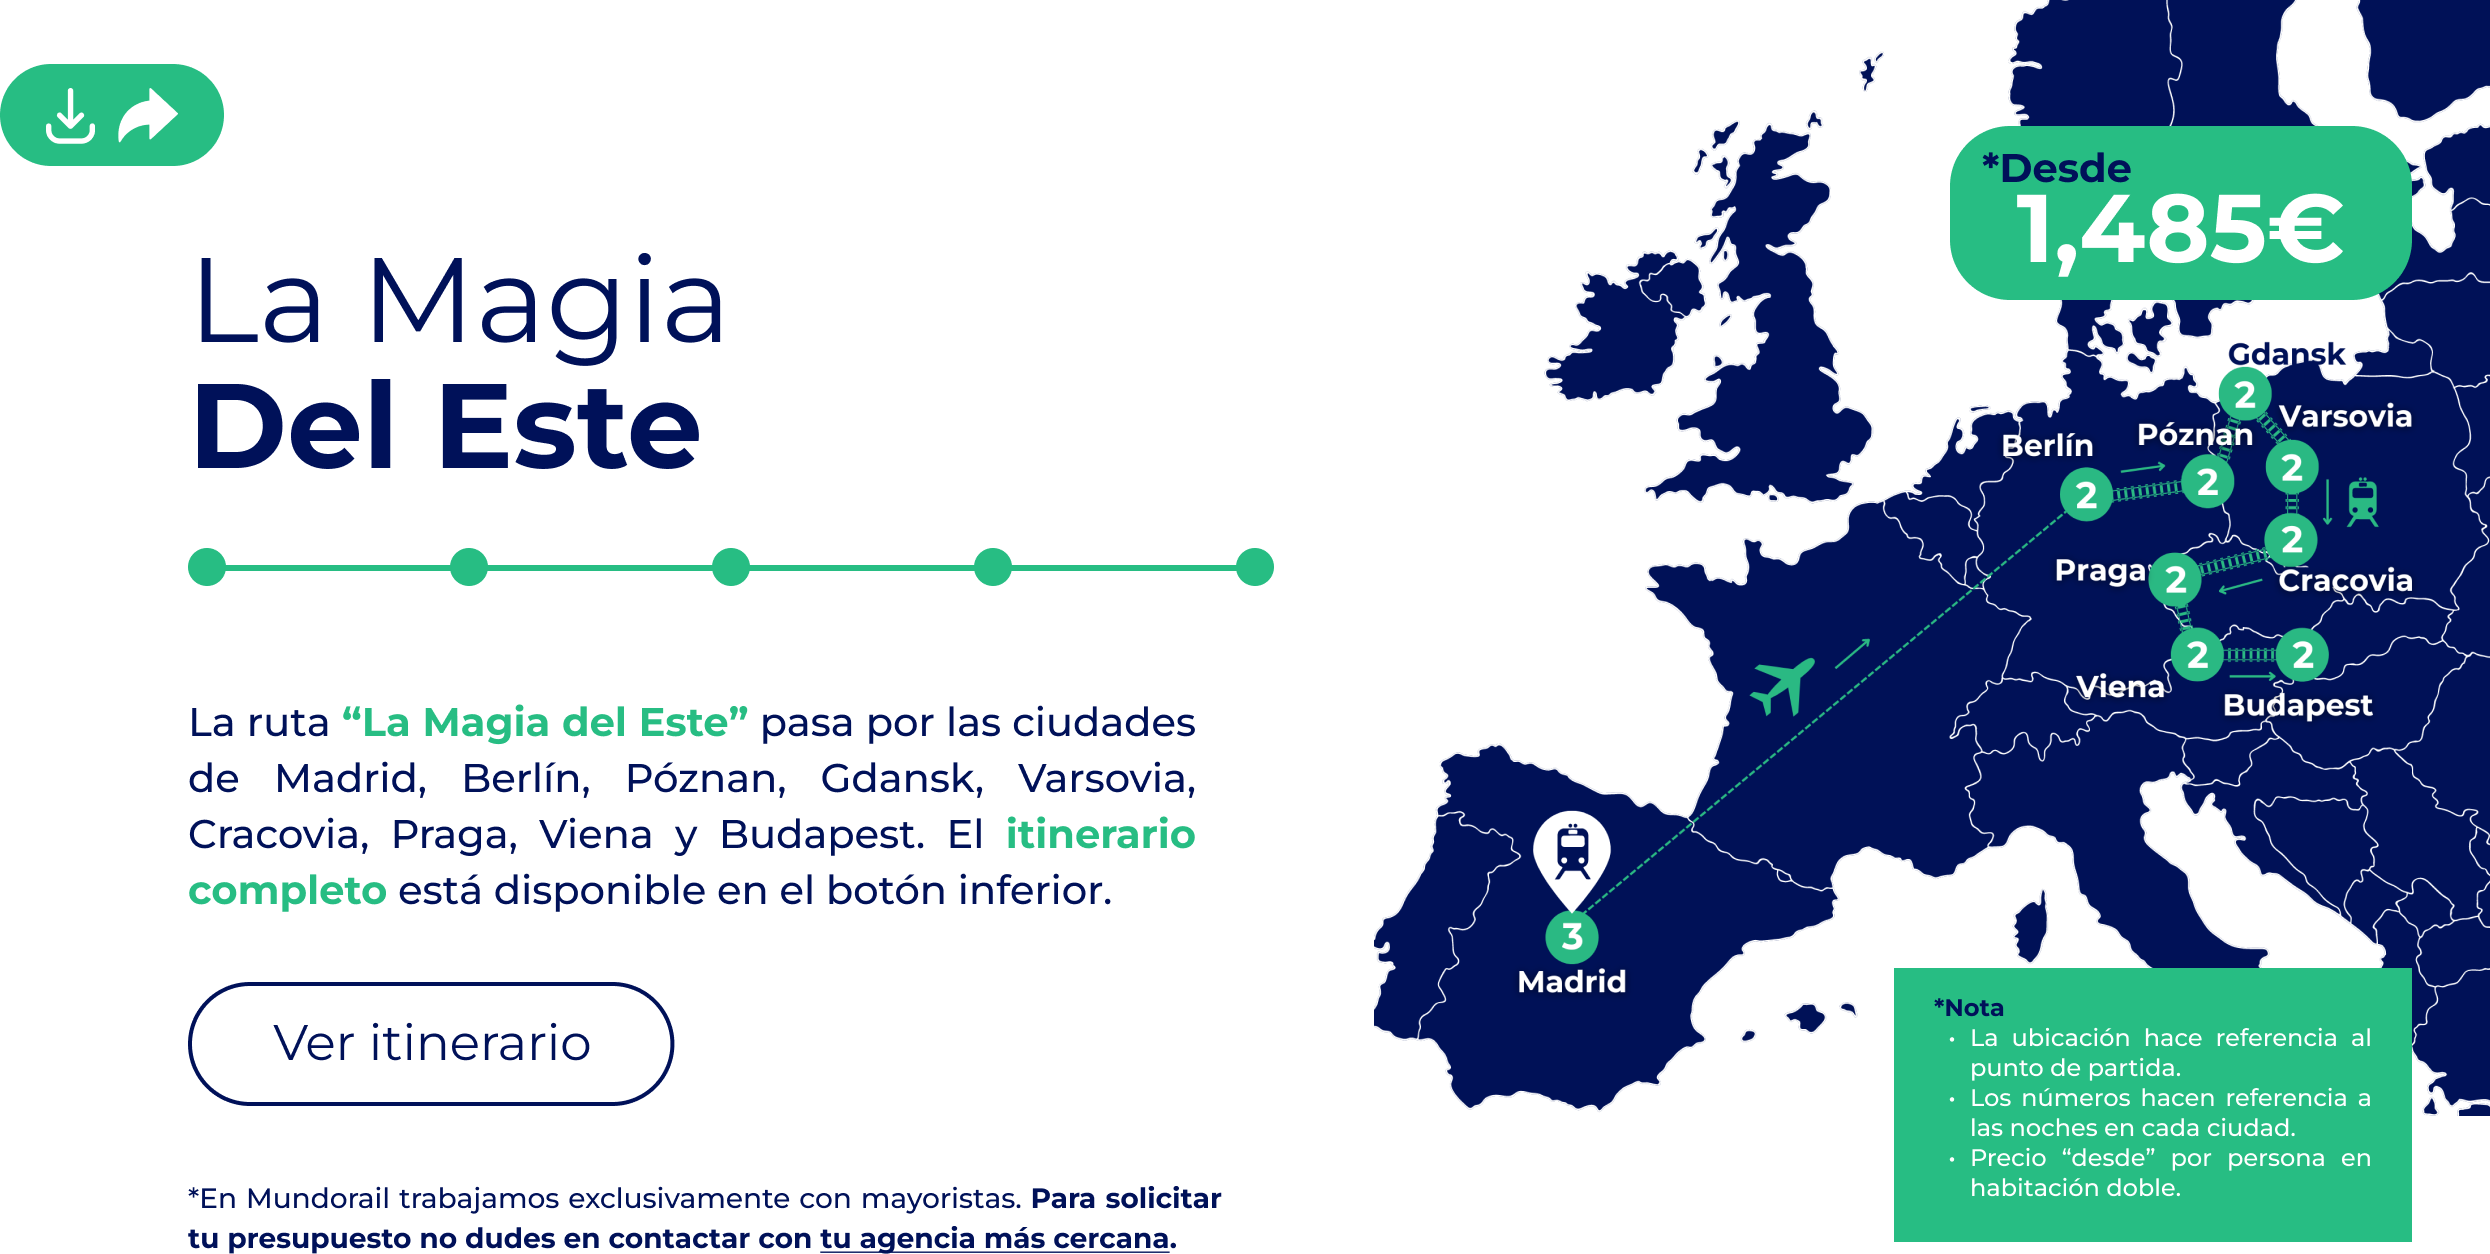 La Magia
Del Este
La ruta “La Magia del Este” pasa por las ciudades
de Madrid, Berlín, Póznan, Gdansk, Varsovia,
Cracovia, Praga, Viena y Budapest. El itinerario
completo está disponible en el botón inferior.
Ver itinerario
*En Mundorail trabajamos exclusivamente con mayoristas. Para solicitar
tu presupuesto no dudes en contactar con tu agencia más cercana.
*Desde
1,485€
Gdansk
2
Varsovia
Póznan
Berlín
2
2
2
2
Praga
2
Cracovia
2
2
Viena
Budapest
3
Madrid
*Nota
• La ubicación hace referencia al
punto de partida.
• Los números hacen referencia a
las noches en cada ciudad.
• Precio “desde” por persona en
habitación doble.